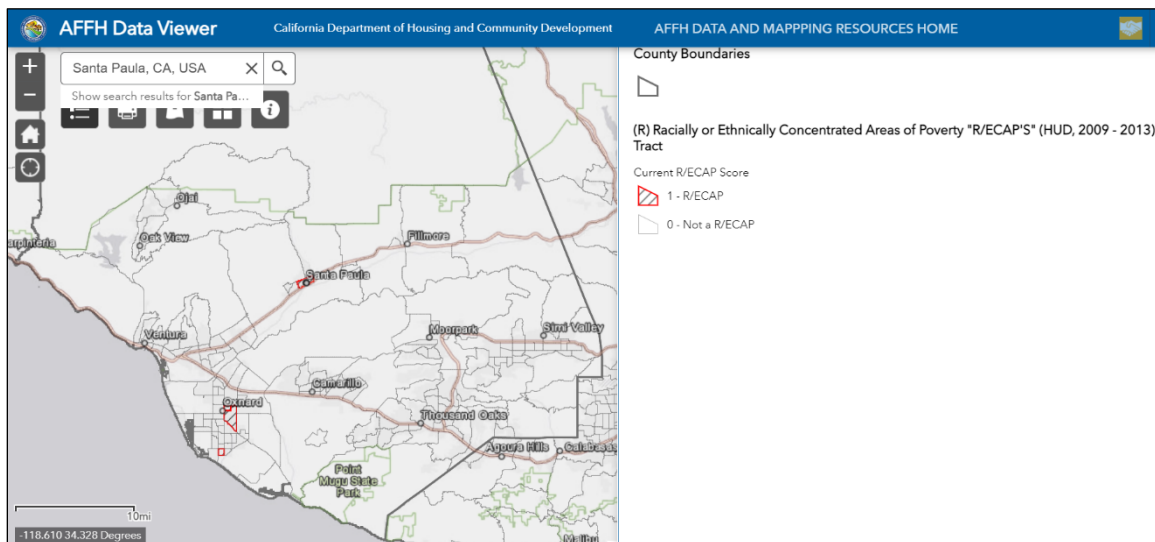 AFFH Data Viewer
California Department of Housing and Community Development
AFFH DATA AND MAPPPING RESOURCES HOME
+
−
Santa Paula, CA, USA
Show search results for Santa Pa...
County Boundaries
(R) Racially or Ethnically Concentrated Areas of Poverty "R/ECAP'S" (HUD, 2009 - 2013)
Tract
Current R/ECAP Score
1 - R/ECAP
0 - Not a R/ECAP
Ojai
Oak View
Fillmore
arpinteria
Santa Paula
Ventura
Moorpark
Simi Valley
Camarillo
Oxnard
Thousand Oaks
Agoura Hills
Calabasas
Point
Mugu State
Park
10mi
-118.610 34.328 Degrees
Malibu